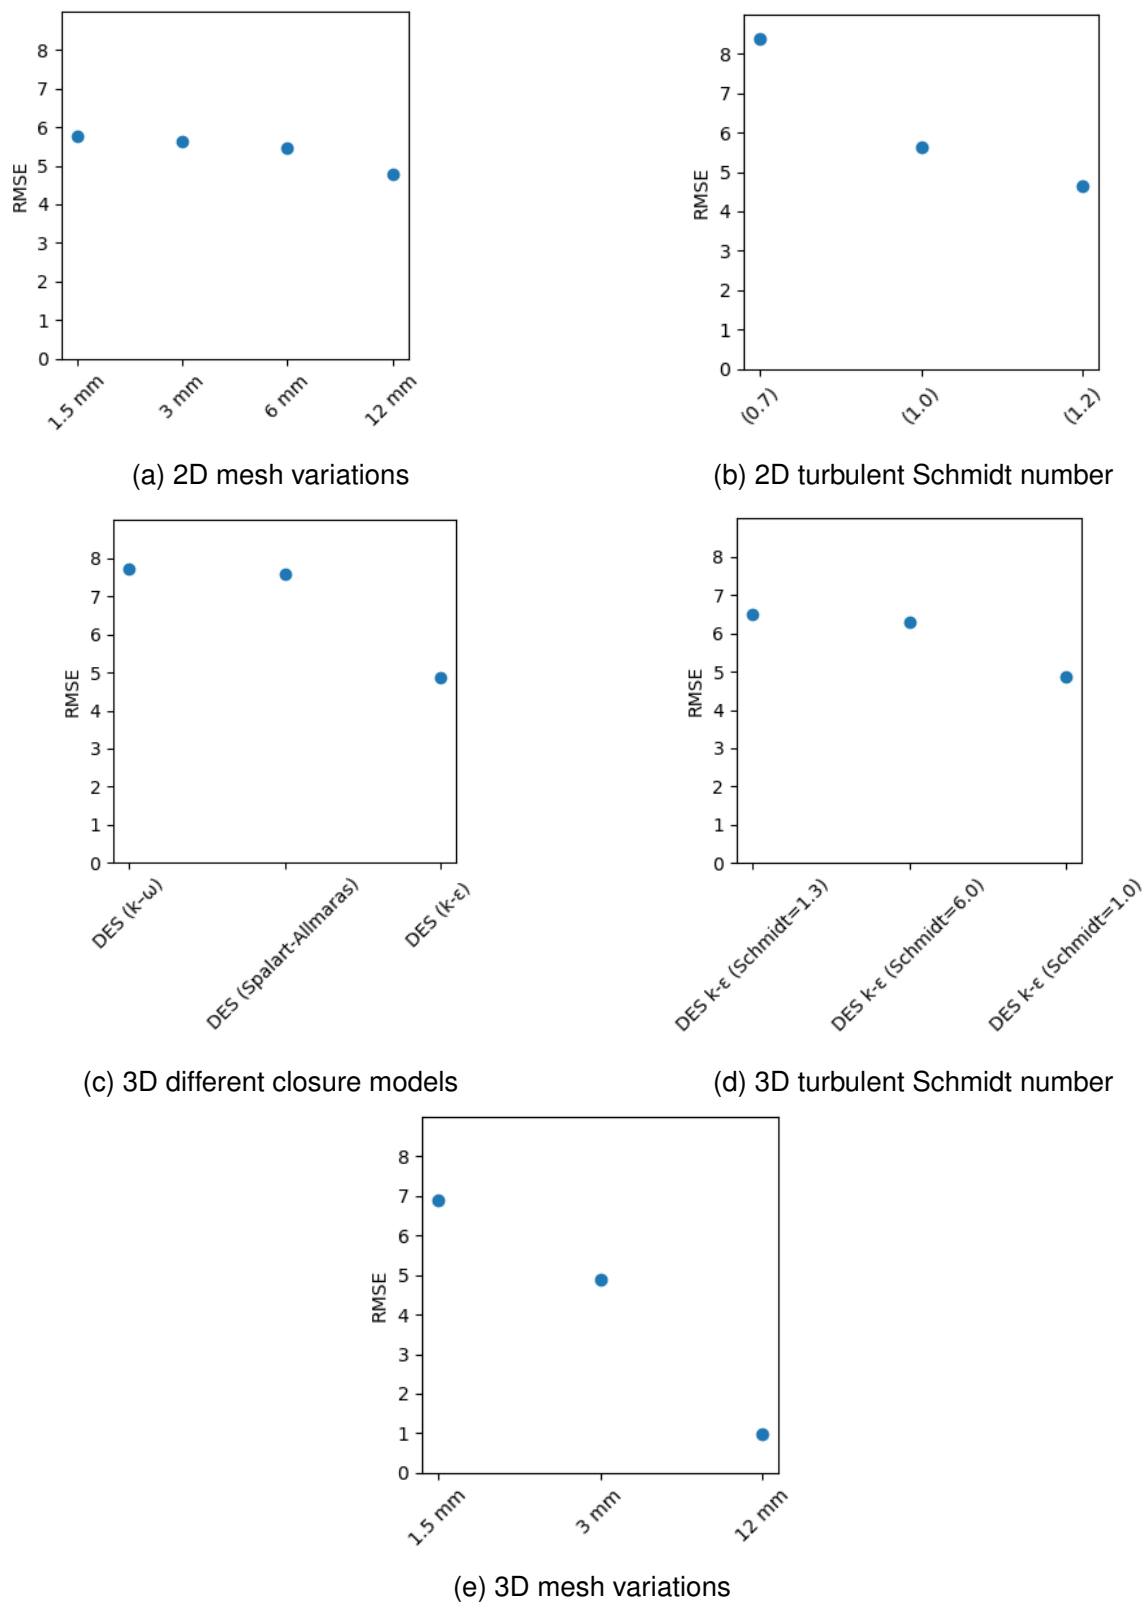 8
7
6
5
4
3
2
1
0
RMSE
1.5 mm
3 mm
6 mm
12 mm
(a) 2D mesh variations
8
7
6
5
4
3
2
1
0
RMSE
(0.7)
(1.0)
(1.2)
(b) 2D turbulent Schmidt number
8
7
6
5
4
3
2
1
0
RMSE
DES (k-ω)
DES (Spalart-Allmaras)
DES (k-ε)
(c) 3D different closure models
8
7
6
5
4
3
2
1
0
RMSE
DES k-ε (Schmidt=1.3)
DES k-ε (Schmidt=6.0)
DES k-ε (Schmidt=1.0)
(d) 3D turbulent Schmidt number
8
7
6
5
4
3
2
1
0
RMSE
1.5 mm
3 mm
12 mm
(e) 3D mesh variations